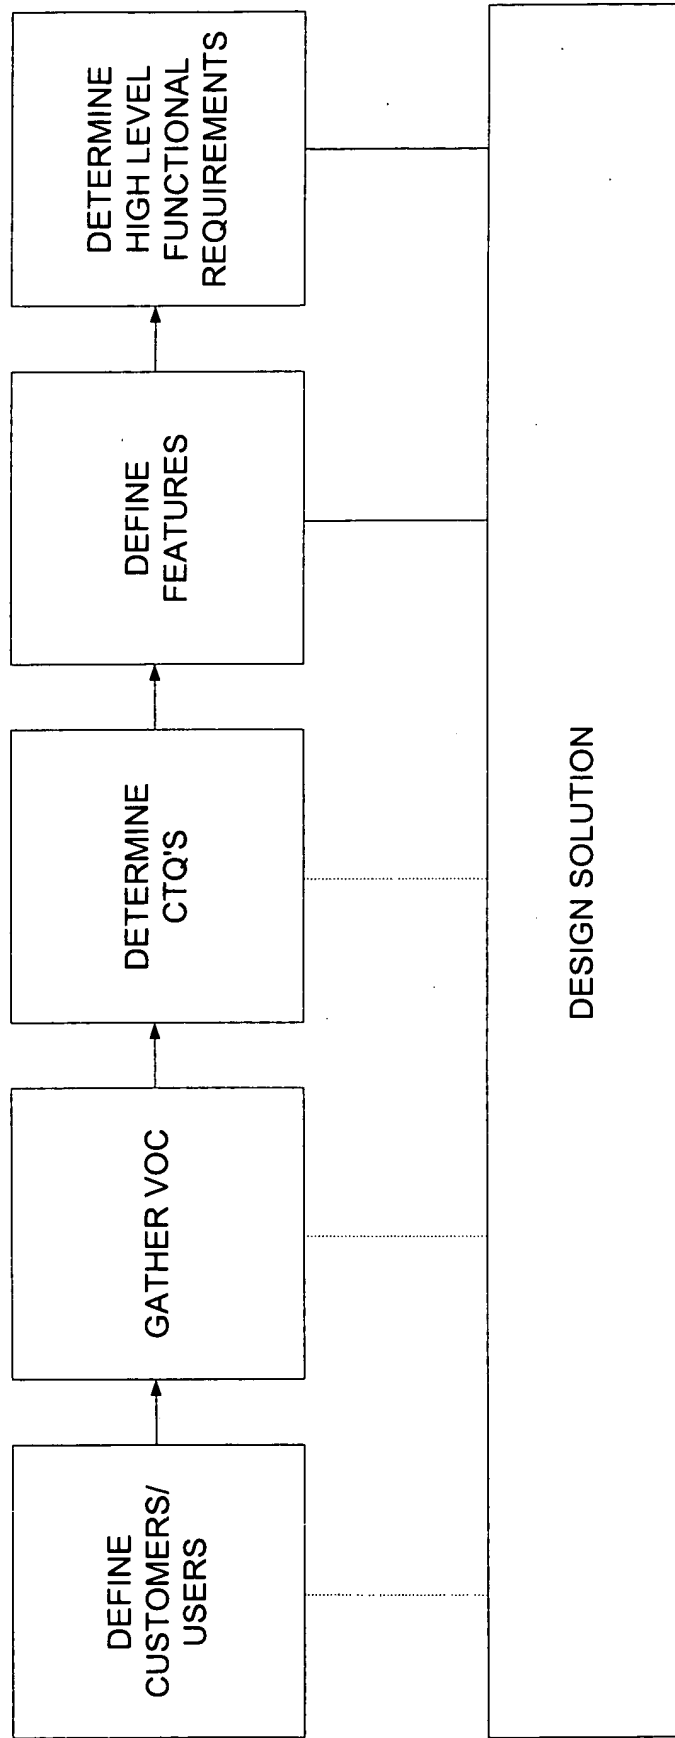 DEFINE
CUSTOMERS/
USERS
GATHER VOC
DETERMINE
CTQ'S
DEFINE
FEATURES
DETERMINE
HIGH LEVEL
FUNCTIONAL
REQUIREMENTS
DESIGN SOLUTION